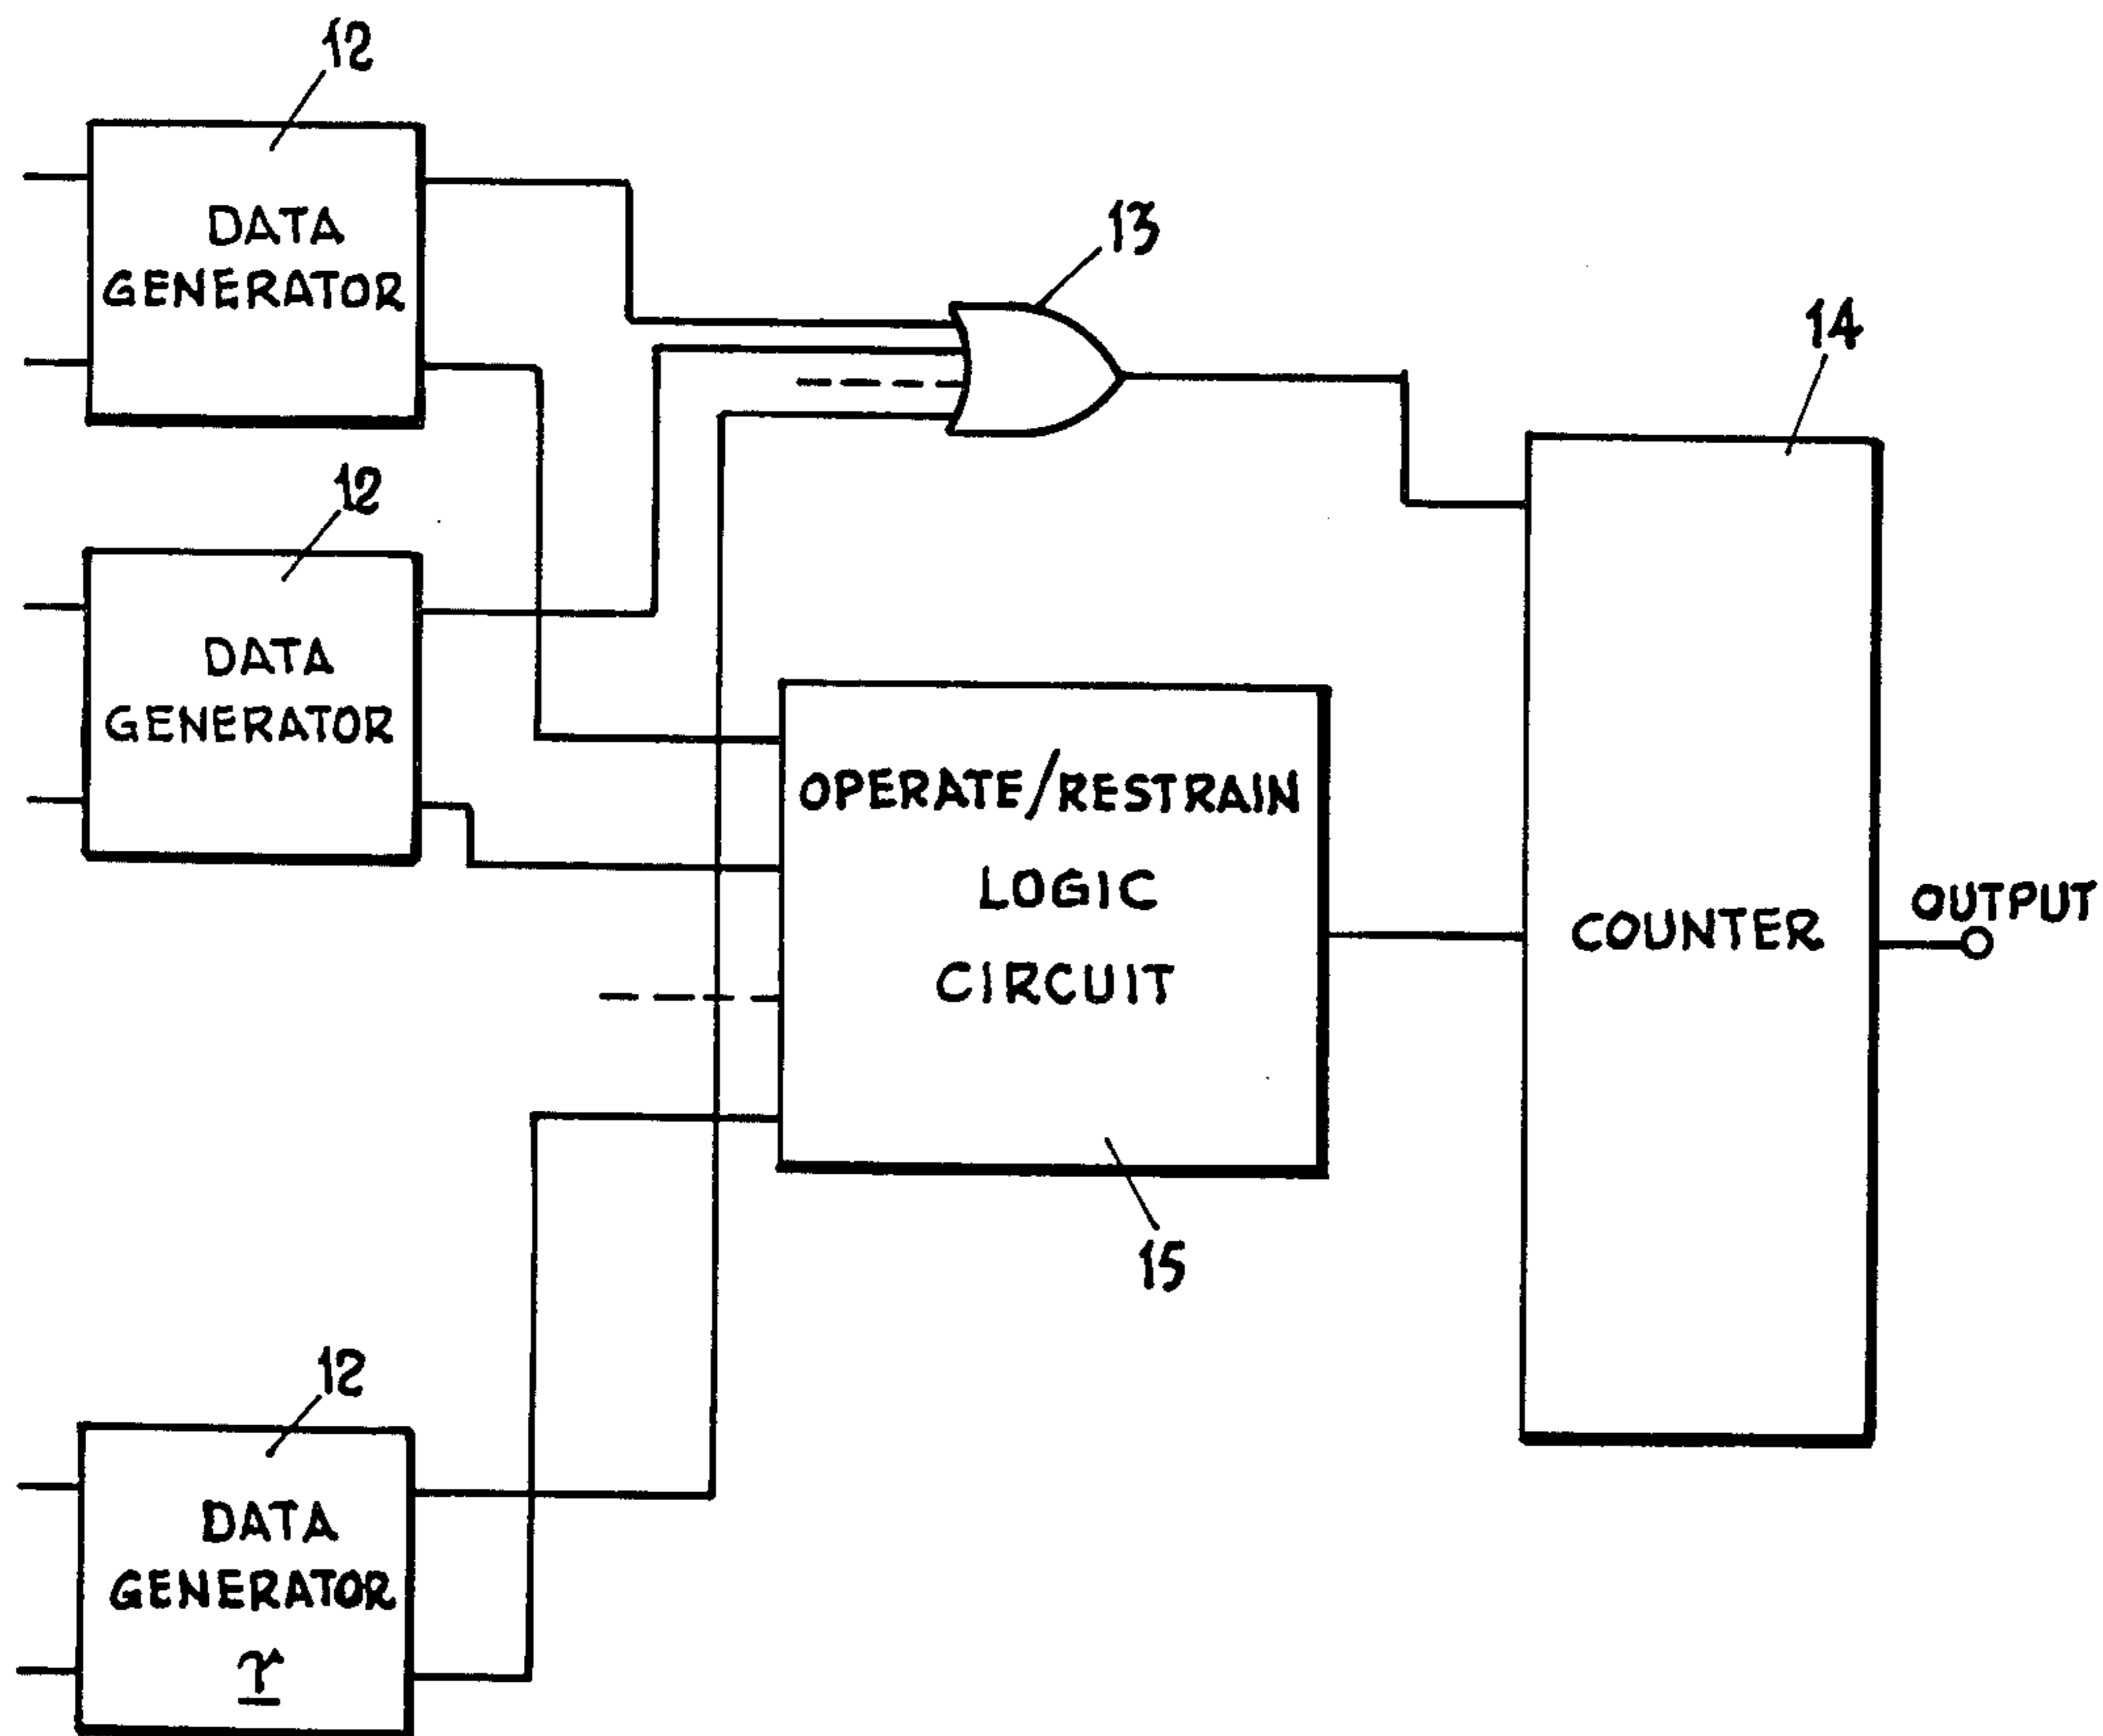 12
DATA
GENERATOR
13
14
12
DATA
GENERATOR
OPERATE/RESTRAIN
LOGIC
CIRCUIT
COUNTER
OUTPUT
15
12
DATA
GENERATOR
r